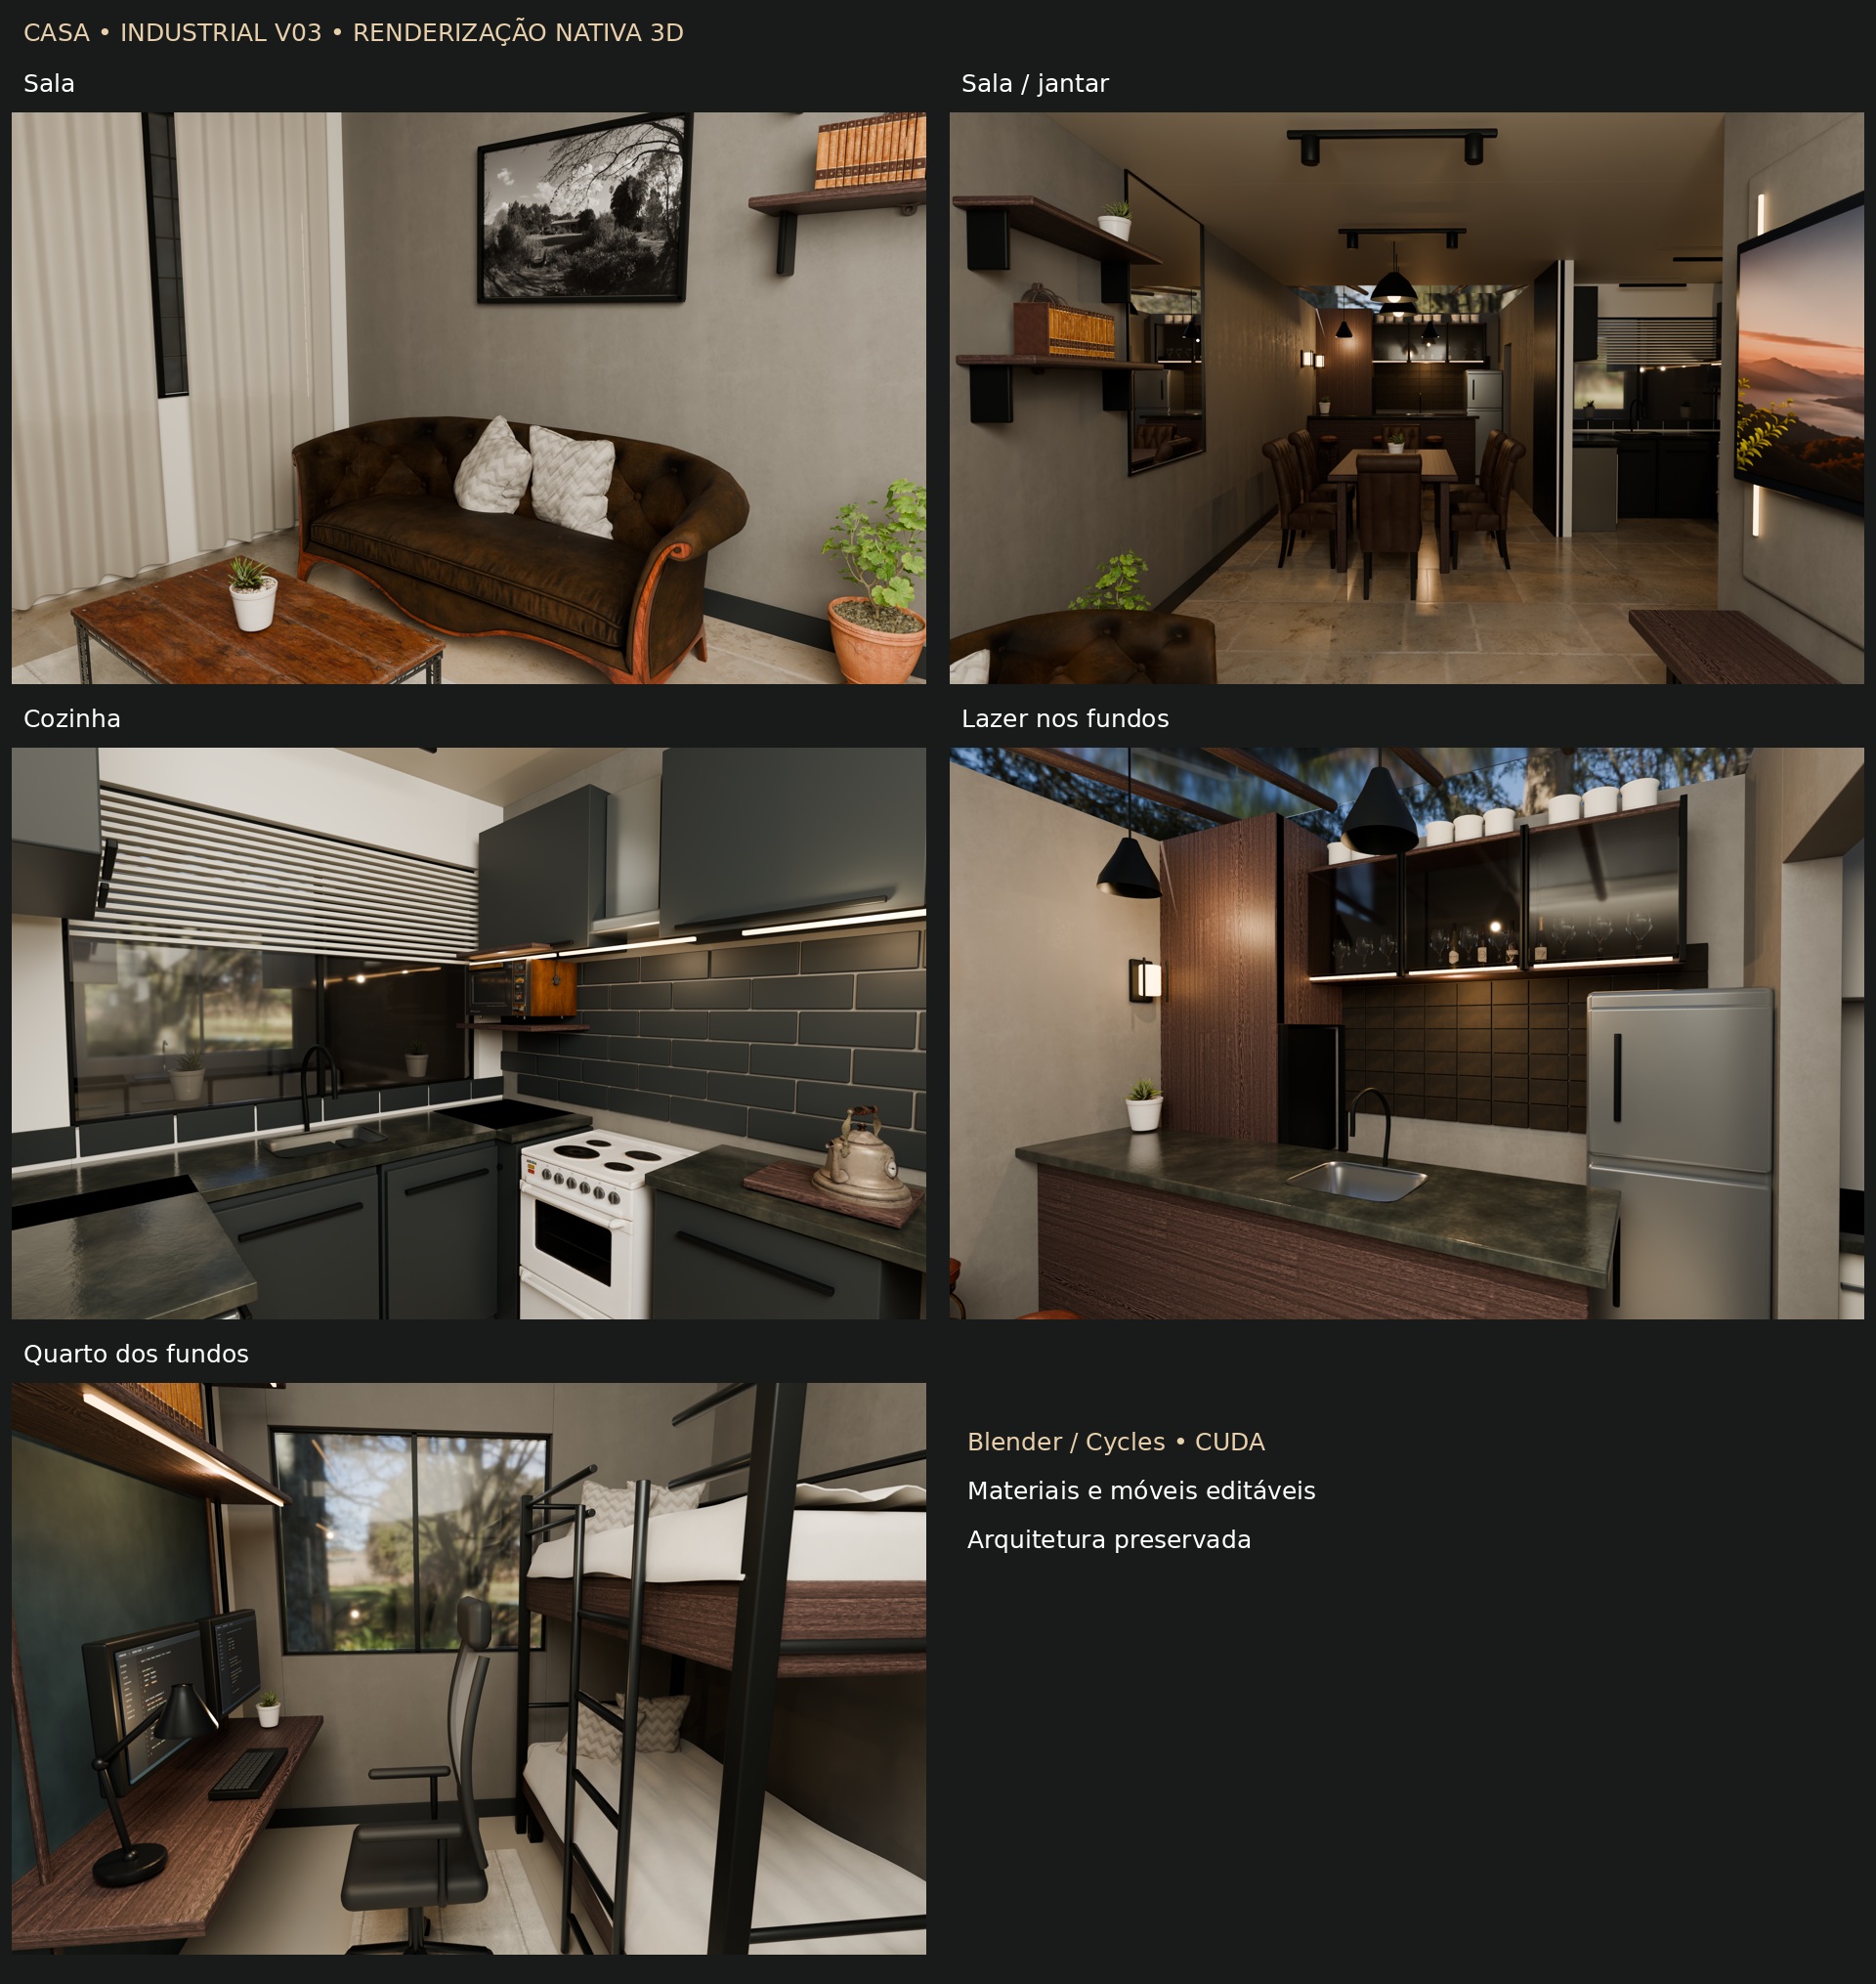 CASA • INDUSTRIAL V03 • RENDERIZAÇÃO NATIVA 3D
Sala
Sala / jantar
Cozinha
Lazer nos fundos
Quarto dos fundos
Blender / Cycles • CUDA
Materiais e móveis editáveis
Arquitetura preservada